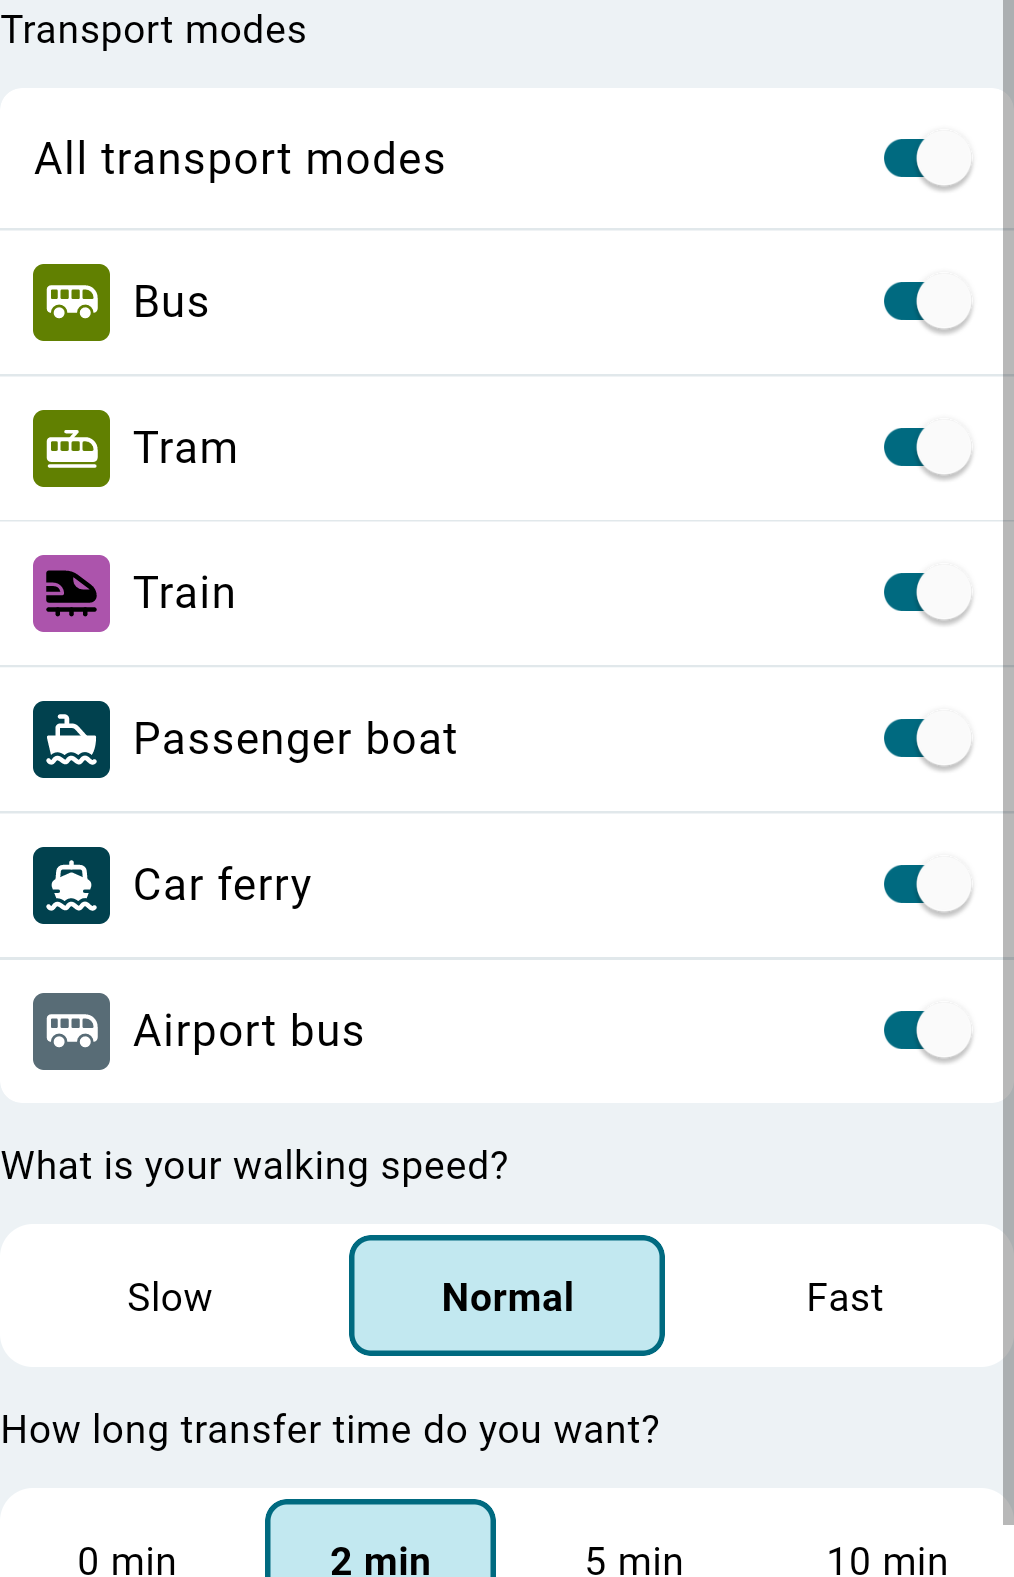 Transport modes
All transport modes
Bus
Tram
Train
Passenger boat
Car ferry
Airport bus
What is your walking speed?
Slow Normal Fast
How long transfer time do you want?
0 min 2 min 5 min 10 min